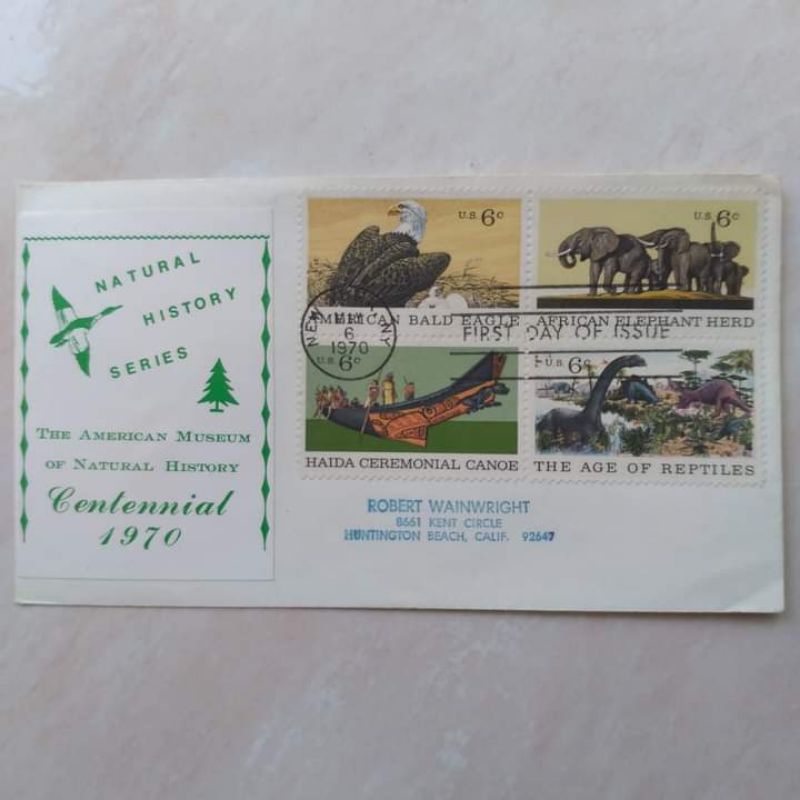 NATURAL
HISTORY
SERIES
THE AMERICAN MUSEUM
OF NATURAL HISTORY
Centennial
1970
U.S. 6c
AMERICAN BALD EAGLE
U.S. 6c
AFRICAN ELEPHANT HERD
NEW NY
6
1970
FIRST DAY OF ISSUE
U.S. 6c
HAIDA CEREMONIAL CANOE
U.S. 6c
THE AGE OF REPTILES
ROBERT WAINWRIGHT
8661 KENT CIRCLE
HUNTINGTON BEACH, CALIF. 92647